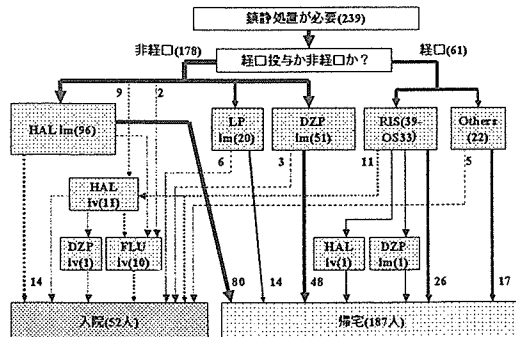 鎮静処置が必要(239)
非経口(178)
経口投与か非経口か？
経口(61)
9
2
HAL Im(96)
LP
Im(20)
DZP
Im(51)
RIS(39-
OS33)
Others
(22)
6
3
11
5
HAL
Iv(11)
DZP
Iv(1)
FLU
Iv(10)
HAL
Iv(1)
DZP
Im(1)
14
80
14
48
26
17
入院(52人)
帰宅(187人)